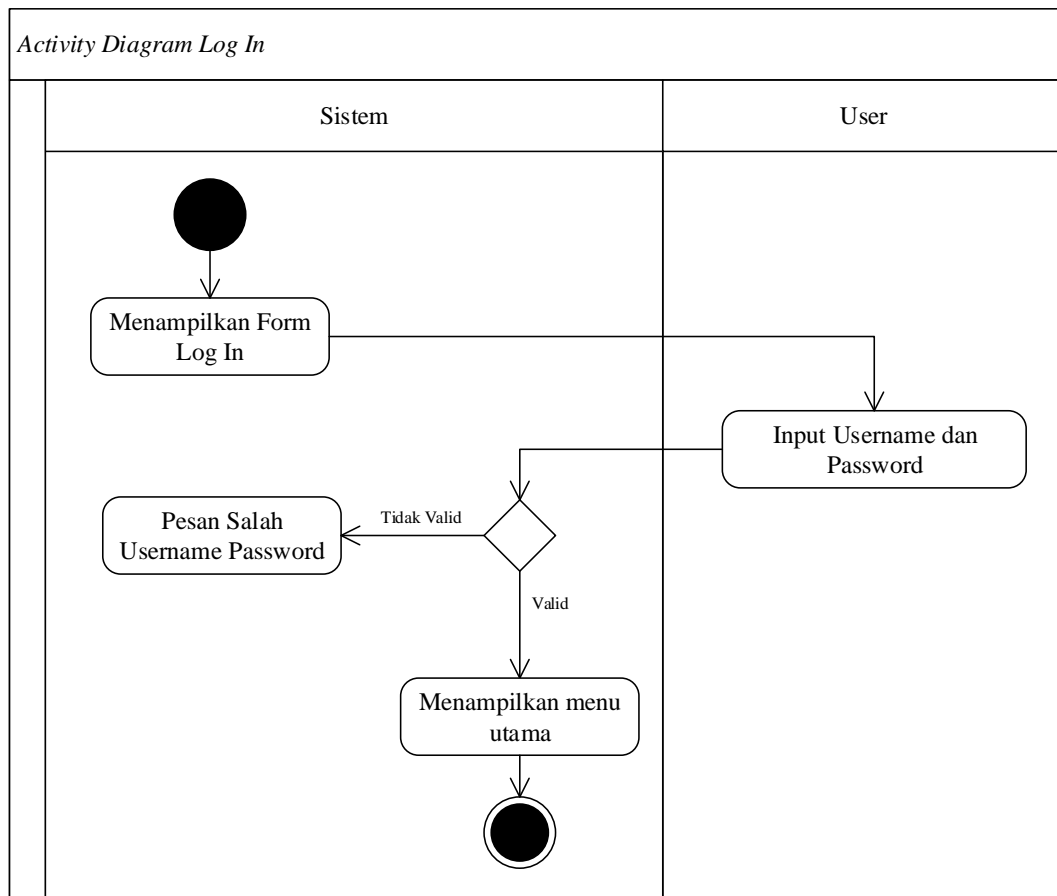 Activity Diagram Log In
Sistem
User
Menampilkan Form
Log In
Input Username dan
Password
Pesan Salah
Username Password
Tidak Valid
Valid
Menampilkan menu
utama